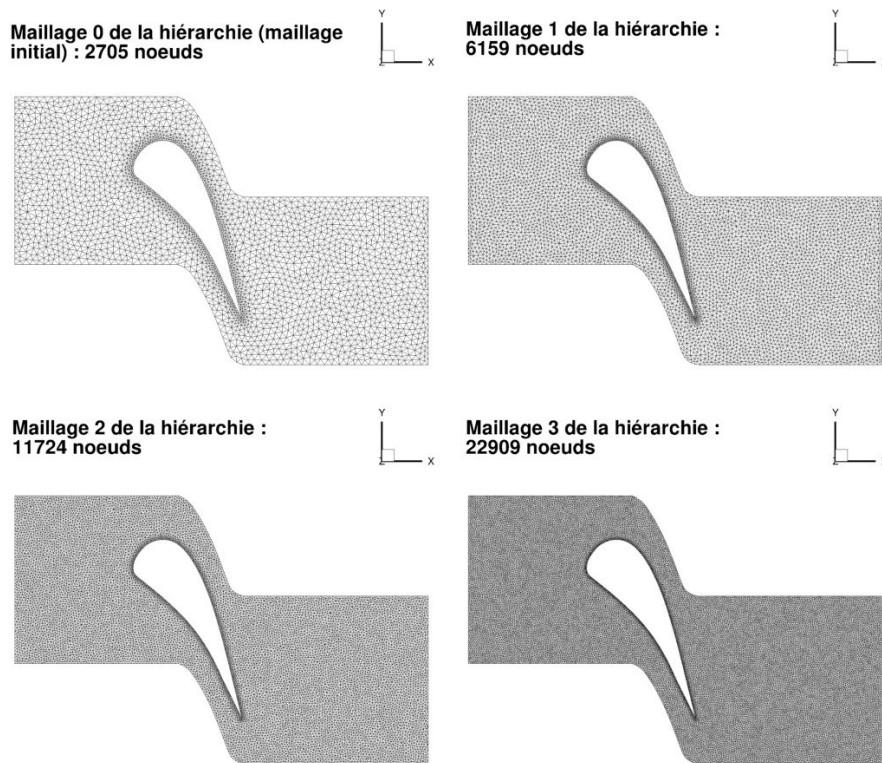 Maillage 0 de la hiérarchie (maillage
initial) : 2705 noeuds
Y
Z
X
Maillage 1 de la hiérarchie :
6159 noeuds
Y
Z
Maillage 2 de la hiérarchie :
11724 noeuds
Y
Z
X
Maillage 3 de la hiérarchie :
22909 noeuds
Y
Z